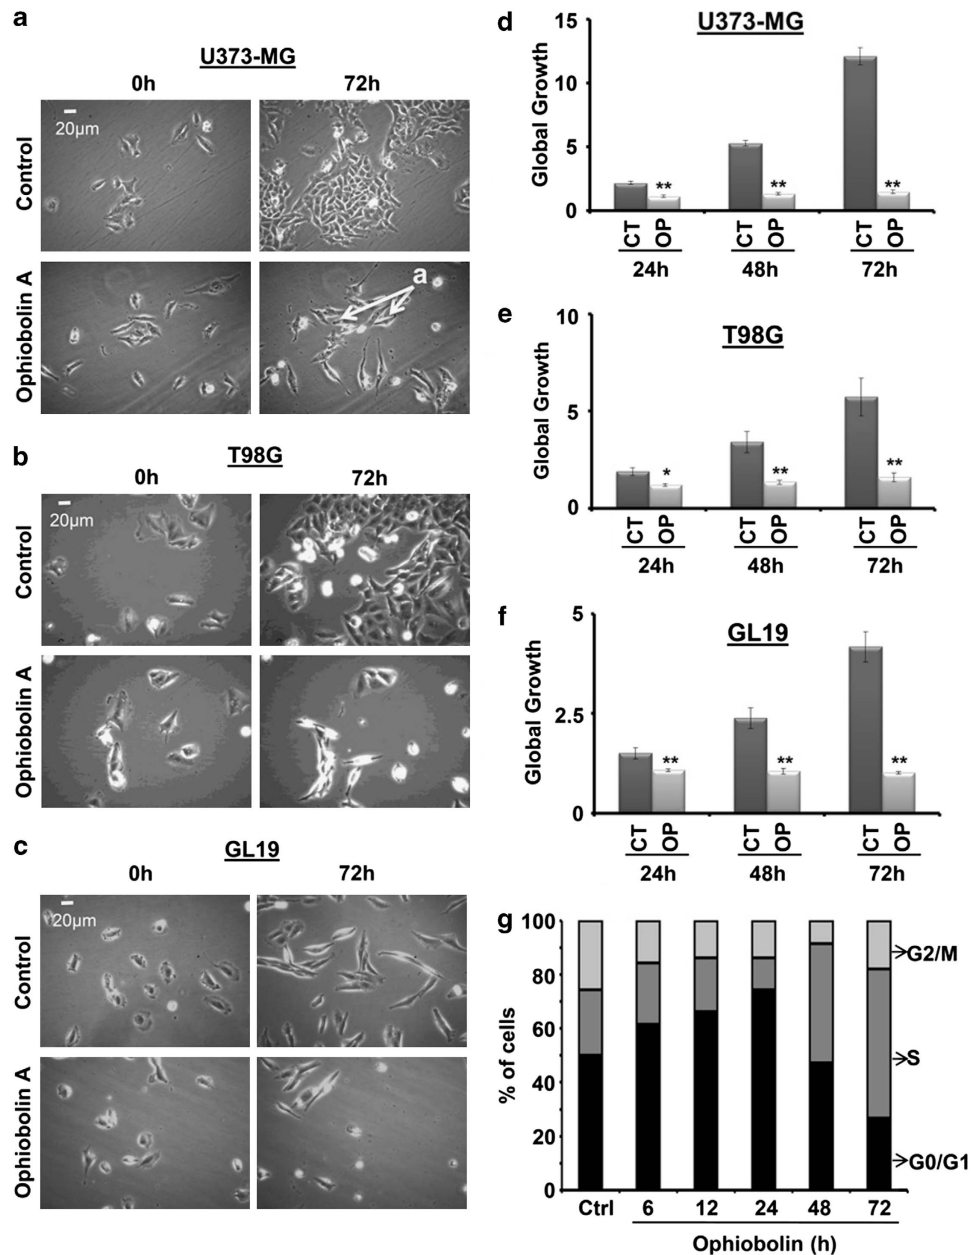 a
U373-MG
0h
72h
20µm
Control
Ophiobolin A
a
b
T98G
0h
72h
20µm
Control
Ophiobolin A
c
GL19
0h
72h
20µm
Control
Ophiobolin A
d
U373-MG
15
10
5
0
Global Growth
** ** **
CT OP CT OP CT OP
24h 48h 72h
e
T98G
10
5
0
Global Growth
* ** **
CT OP CT OP CT OP
24h 48h 72h
f
GL19
5
2.5
0
Global Growth
** ** **
CT OP CT OP CT OP
24h 48h 72h
g
100
80
60
40
20
0
% of cells
G2/M
S
G0/G1
Ctrl 6 12 24 48 72
Ophiobolin (h)